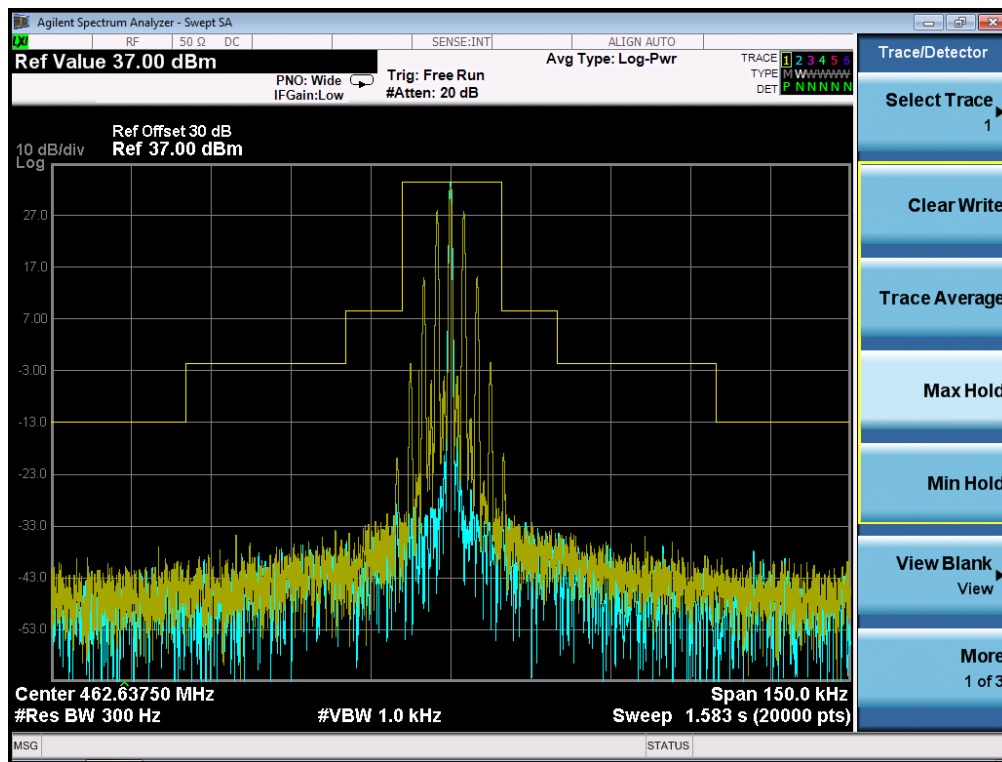 Agilent Spectrum Analyzer - Swept SA
LXI RF 50 Ω DC SENSE:INT ALIGN AUTO
Ref Value 37.00 dBm
PNO: Wide
IFGain:Low
Trig: Free Run
#Atten: 20 dB
Avg Type: Log-Pwr
TRACE 1 2 3 4 5 6
TYPE M W W W W W
DET P N N N N N
Ref Offset 30 dB
10 dB/div Ref 37.00 dBm
Log
27.0
17.0
7.00
-3.00
-13.0
-23.0
-33.0
-43.0
-53.0
Center 462.63750 MHz Span 150.0 kHz
#Res BW 300 Hz #VBW 1.0 kHz Sweep 1.583 s (20000 pts)
MSG STATUS
Trace/Detector
Select Trace
1
Clear Write
Trace Average
Max Hold
Min Hold
View Blank
View
More
1 of 3